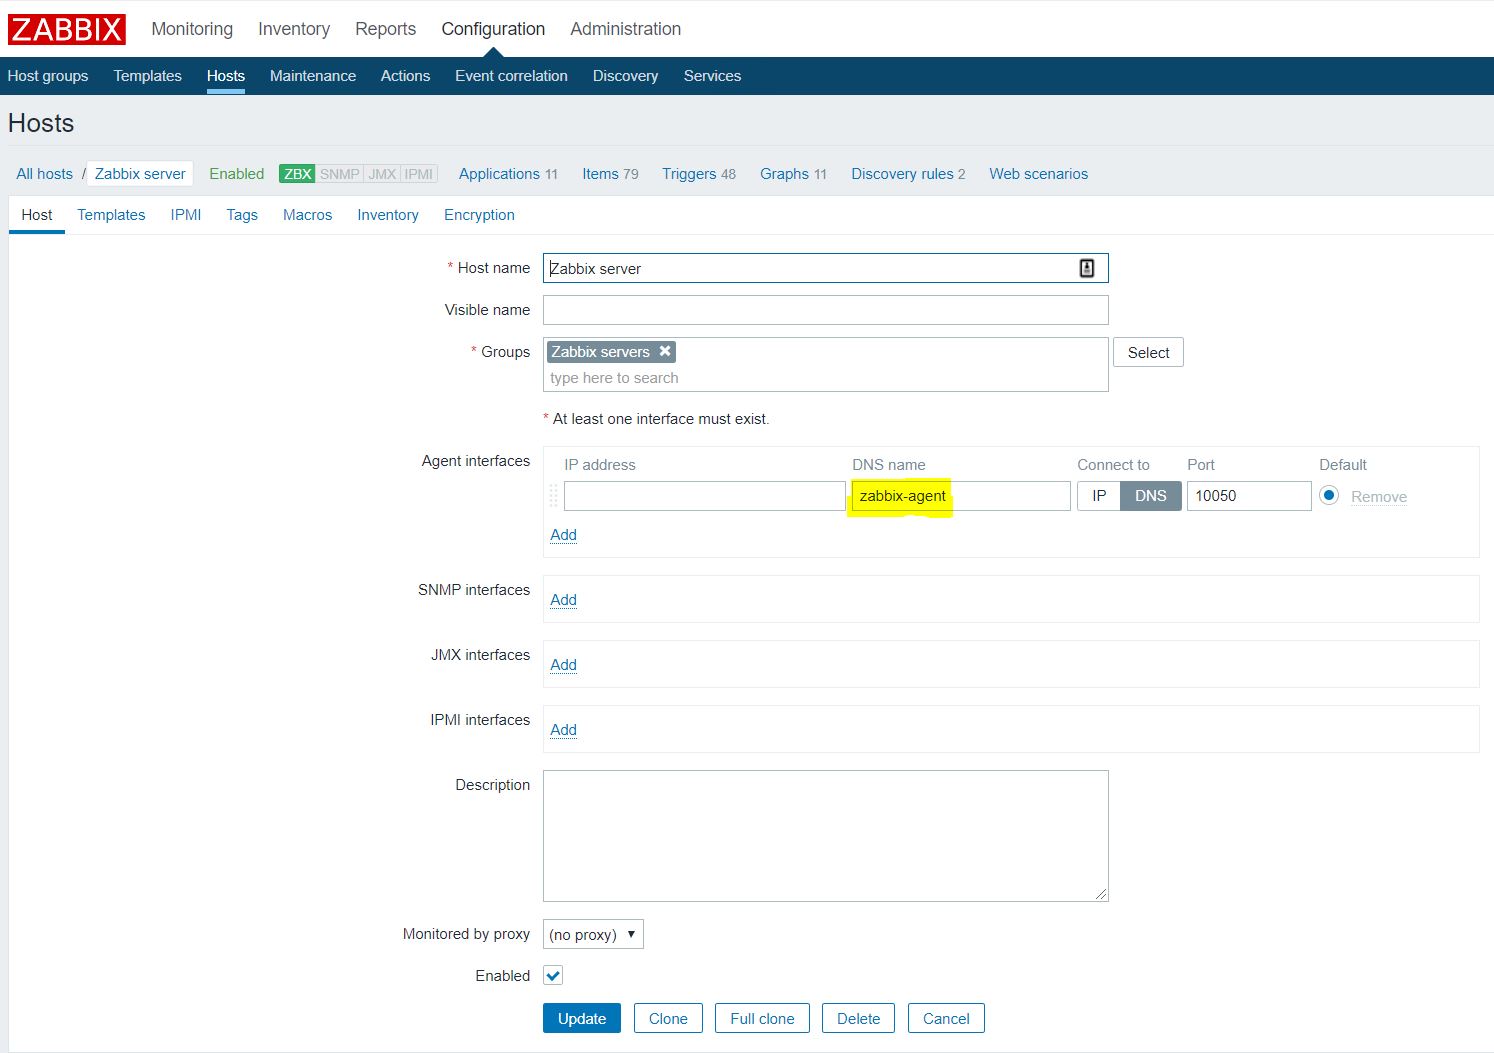 ZABBIX Monitoring Inventory Reports Configuration Administration
Host groups Templates Hosts Maintenance Actions Event correlation Discovery Services
Hosts
All hosts / Zabbix server Enabled ZBX SNMP JMX IPMI Applications 11 Items 79 Triggers 48 Graphs 11 Discovery rules 2 Web scenarios
Host Templates IPMI Tags Macros Inventory Encryption
* Host name Zabbix server
Visible name
* Groups Zabbix servers Select
type here to search
* At least one interface must exist.
Agent interfaces IP address DNS name Connect to Port Default
zabbix-agent IP DNS 10050 Remove
Add
SNMP interfaces Add
JMX interfaces Add
IPMI interfaces Add
Description
Monitored by proxy (no proxy)
Enabled
Update Clone Full clone Delete Cancel